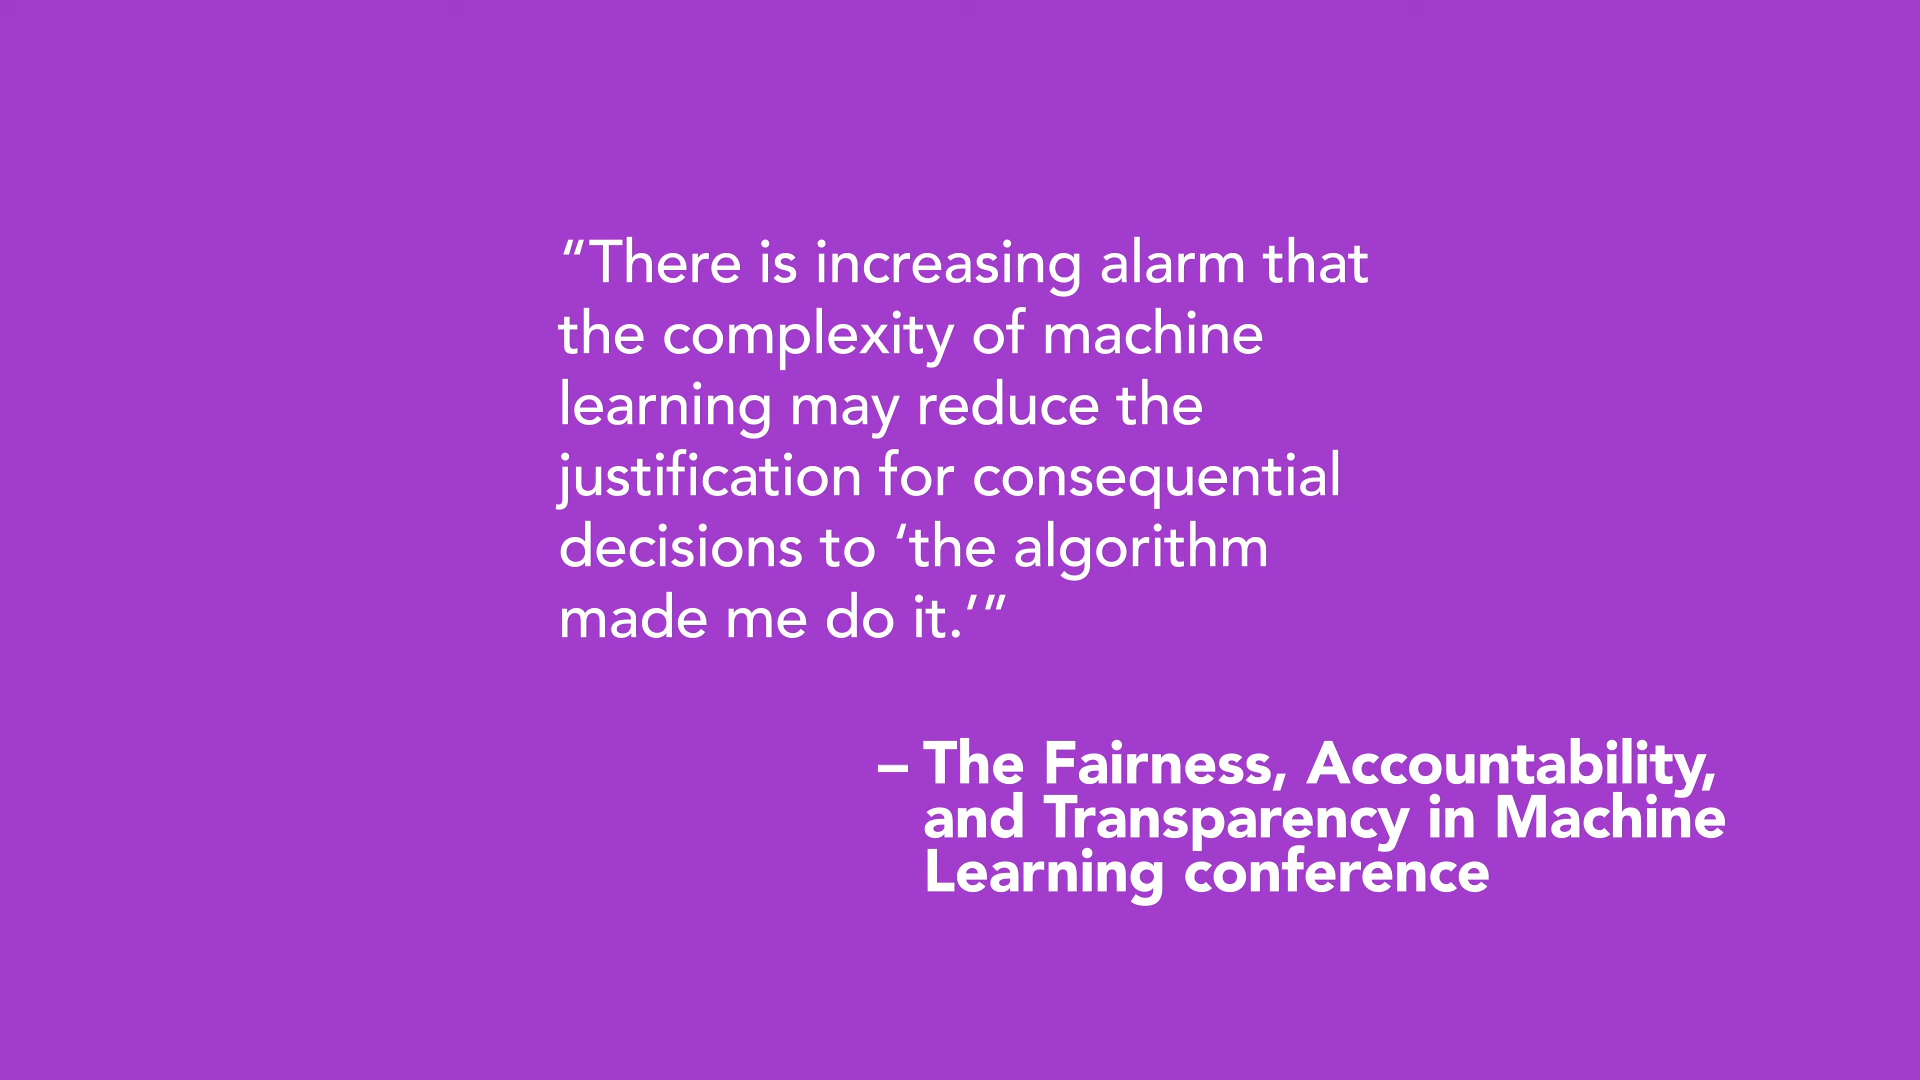 “There is increasing alarm that
the complexity of machine
learning may reduce the
justification for consequential
decisions to ‘the algorithm
made me do it.’”
– The Fairness, Accountability,
and Transparency in Machine
Learning conference